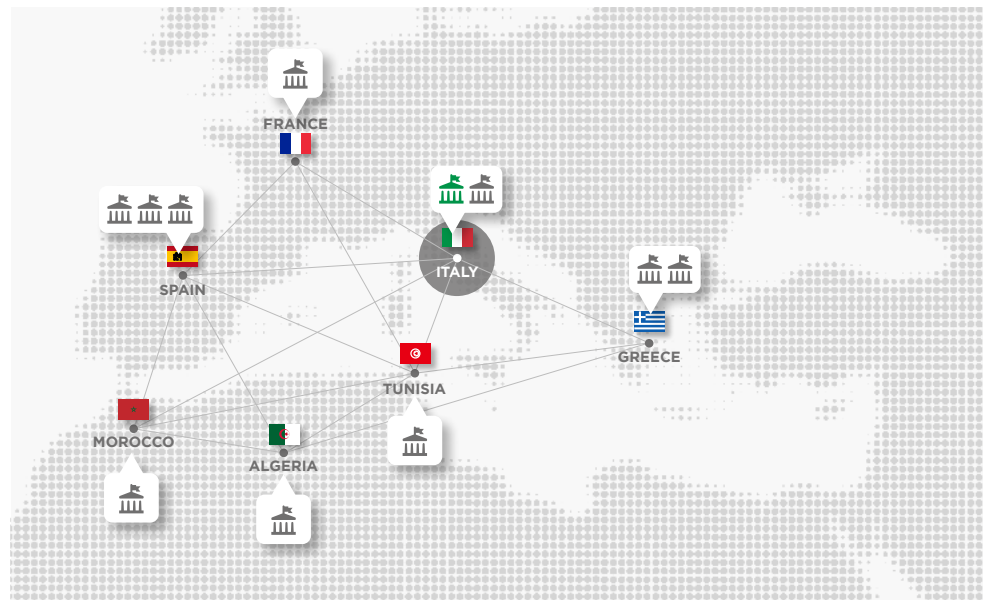 FRANCE
ITALY
SPAIN
GREECE
TUNISIA
MOROCCO
ALGERIA